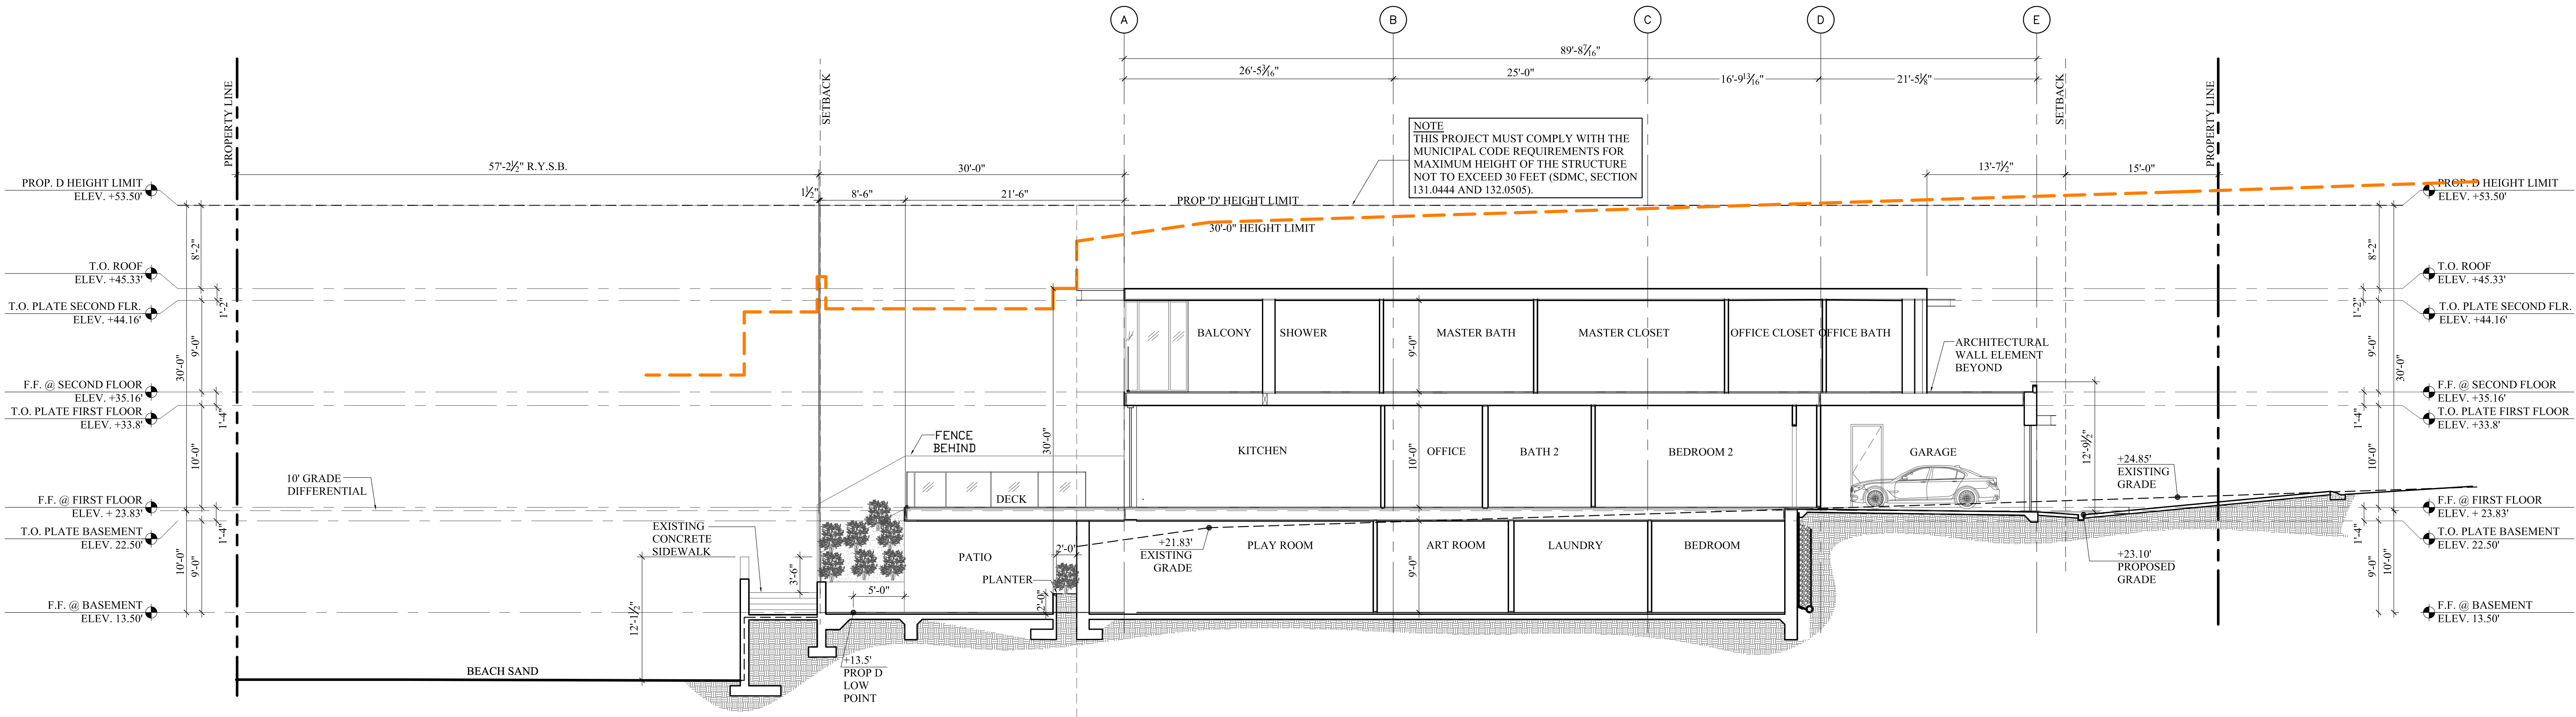 A
B
C
D
E
89'-8 7/16"
26'-5 3/16"
25'-0"
16'-9 13/16"
21'-5 1/8"
PROPERTY LINE
SETBACK
SETBACK
PROPERTY LINE
NOTE
THIS PROJECT MUST COMPLY WITH THE
MUNICIPAL CODE REQUIREMENTS FOR
MAXIMUM HEIGHT OF THE STRUCTURE
NOT TO EXCEED 30 FEET (SDMC, SECTION
131.0444 AND 132.0505).
57'-2 1/2" R.Y.S.B.
30'-0"
13'-7 1/2"
15'-0"
1 1/2"
8'-6"
21'-6"
PROP. D HEIGHT LIMIT
ELEV. +53.50'
PROP 'D' HEIGHT LIMIT
30'-0" HEIGHT LIMIT
PROP. D HEIGHT LIMIT
ELEV. +53.50'
8'-2"
8'-2"
T.O. ROOF
ELEV. +45.33'
T.O. ROOF
ELEV. +45.33'
T.O. PLATE SECOND FLR.
ELEV. +44.16'
1'-2"
1'-2"
T.O. PLATE SECOND FLR.
ELEV. +44.16'
BALCONY
SHOWER
MASTER BATH
MASTER CLOSET
OFFICE CLOSET
OFFICE BATH
ARCHITECTURAL
WALL ELEMENT
BEYOND
30'-0"
9'-0"
9'-0"
9'-0"
30'-0"
F.F. @ SECOND FLOOR
ELEV. +35.16'
F.F. @ SECOND FLOOR
ELEV. +35.16'
T.O. PLATE FIRST FLOOR
ELEV. +33.8'
1'-4"
1'-4"
T.O. PLATE FIRST FLOOR
ELEV. +33.8'
FENCE
BEHIND
30'-0"
KITCHEN
OFFICE
BATH 2
BEDROOM 2
GARAGE
12'-9 1/2"
10'-0"
10'-0"
10'-0"
+24.85'
EXISTING
GRADE
10' GRADE
DIFFERENTIAL
DECK
F.F. @ FIRST FLOOR
ELEV. + 23.83'
F.F. @ FIRST FLOOR
ELEV. + 23.83'
T.O. PLATE BASEMENT
ELEV. 22.50'
1'-4"
1'-4"
T.O. PLATE BASEMENT
ELEV. 22.50'
EXISTING
CONCRETE
SIDEWALK
PATIO
2'-0"
+21.83'
EXISTING
GRADE
PLAY ROOM
ART ROOM
LAUNDRY
BEDROOM
+23.10'
PROPOSED
GRADE
10'-0"
9'-0"
3'-6"
PLANTER
5'-0"
2'-0"
9'-0"
9'-0"
10'-0"
F.F. @ BASEMENT
ELEV. 13.50'
F.F. @ BASEMENT
ELEV. 13.50'
12'-1 1/2"
+13.5'
PROP D
LOW
POINT
BEACH SAND